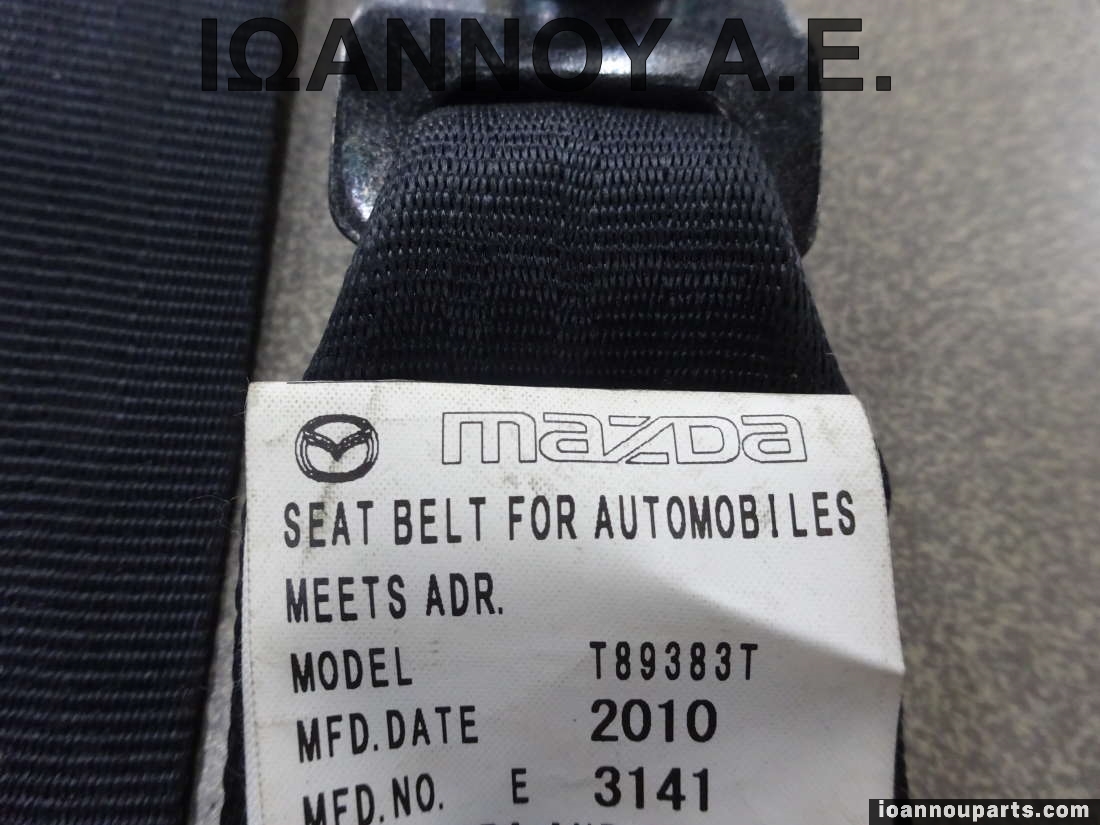 ΙΩΑΝΝΟΥ Α.Ε.
mazda
SEAT BELT FOR AUTOMOBILES
MEETS ADR.
MODEL T89383T
MFD.DATE 2010
MFD.NO. E 3141
ioannouparts.com